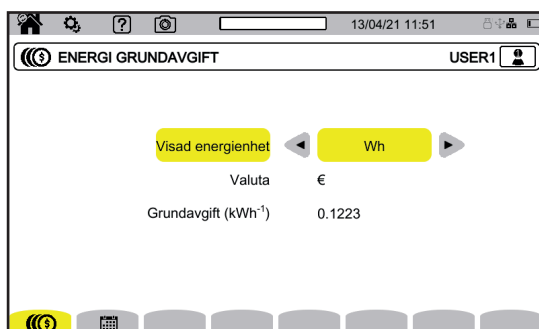 13/04/21 11:51
ENERGI GRUNDAVGIFT USER1
Visad energienhet Wh
Valuta €
Grundavgift (kWh⁻¹) 0.1223